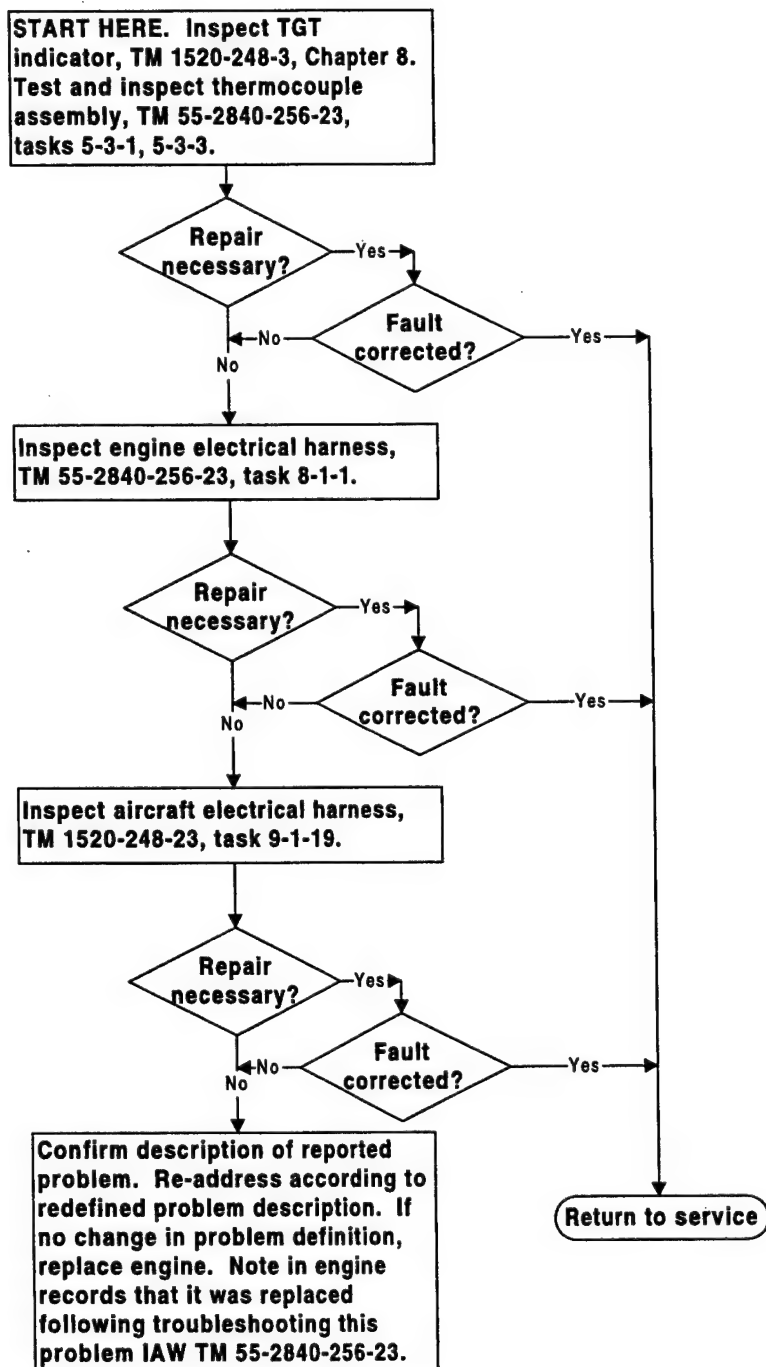 START HERE. Inspect TGT
indicator, TM 1520-248-3, Chapter 8.
Test and inspect thermocouple
assembly, TM 55-2840-256-23,
tasks 5-3-1, 5-3-3.
Repair
necessary?
Yes
Fault
corrected?
Yes
No
No
Inspect engine electrical harness,
TM 55-2840-256-23, task 8-1-1.
Repair
necessary?
Yes
Fault
corrected?
Yes
No
No
Inspect aircraft electrical harness,
TM 1520-248-23, task 9-1-19.
Repair
necessary?
Yes
Fault
corrected?
Yes
No
No
Confirm description of reported
problem. Re-address according to
redefined problem description. If
no change in problem definition,
replace engine. Note in engine
records that it was replaced
following troubleshooting this
problem IAW TM 55-2840-256-23.
Return to service